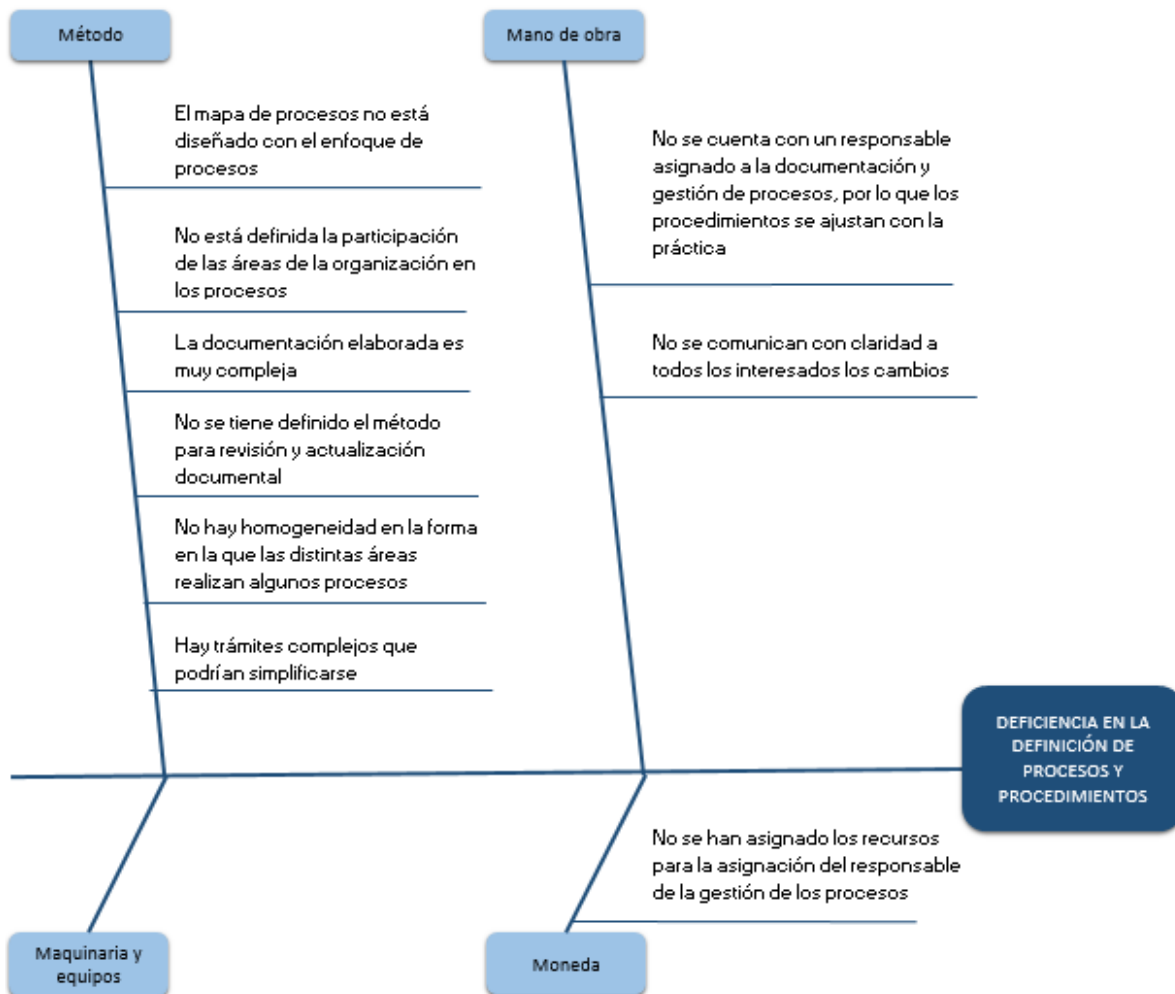 Método
El mapa de procesos no está
diseñado con el enfoque de
procesos
No está definida la participación
de las áreas de la organización en
los procesos
La documentación elaborada es
muy compleja
No se tiene definido el método
para revisión y actualización
documental
No hay homogeneidad en la forma
en la que las distintas áreas
realizan algunos procesos
Hay trámites complejos que
podrían simplificarse
Mano de obra
No se cuenta con un responsable
asignado a la documentación y
gestión de procesos, por lo que los
procedimientos se ajustan con la
práctica
No se comunican con claridad a
todos los interesados los cambios
DEFICIENCIA EN LA
DEFINICIÓN DE
PROCESOS Y
PROCEDIMIENTOS
Maquinaria y
equipos
No se han asignado los recursos
para la asignación del responsable
de la gestión de los procesos
Moneda